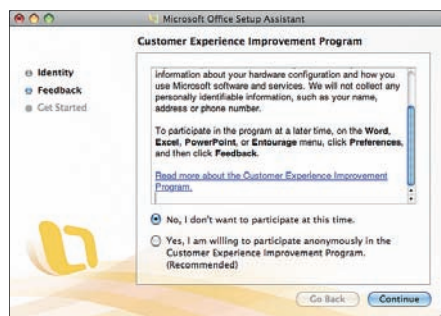 Microsoft Office Setup Assistant
Customer Experience Improvement Program
Identity
Feedback
Get Started
information about your hardware configuration and how you
use Microsoft software and services. We will not collect any
personally identifiable information, such as your name,
address or phone number.
To participate in the program at a later time, on the Word,
Excel, PowerPoint, or Entourage menu, click Preferences,
and then click Feedback.
Read more about the Customer Experience Improvement
Program.
No, I don't want to participate at this time.
Yes, I am willing to participate anonymously in the
Customer Experience Improvement Program.
(Recommended)
Go Back
Continue